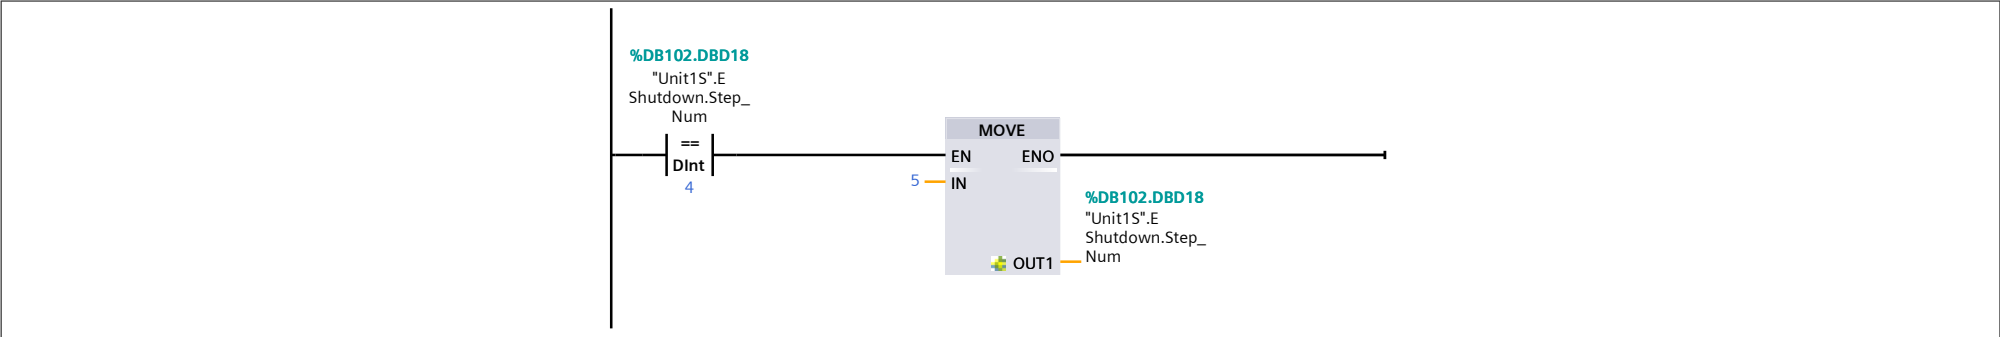 %DB102.DBD18
"Unit1S".E
Shutdown.Step_
Num
==
DInt
4
MOVE
EN ENO
5 IN
%DB102.DBD18
"Unit1S".E
Shutdown.Step_
Num
OUT1